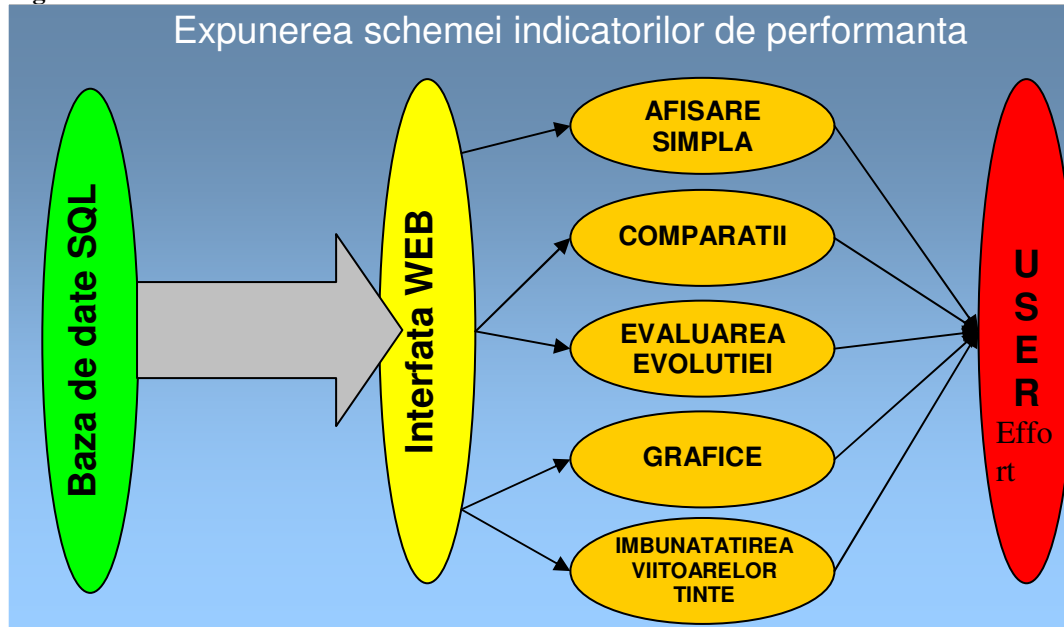 Expunerea schemei indicatorilor de performanta
Baza de date SQL
Interfata WEB
AFISARE
SIMPLA
COMPARATII
EVALUAREA
EVOLUTIEI
GRAFICE
IMBUNATATIREA
VIITOARELOR
TINTE
U
S
E
R
Effo
rt